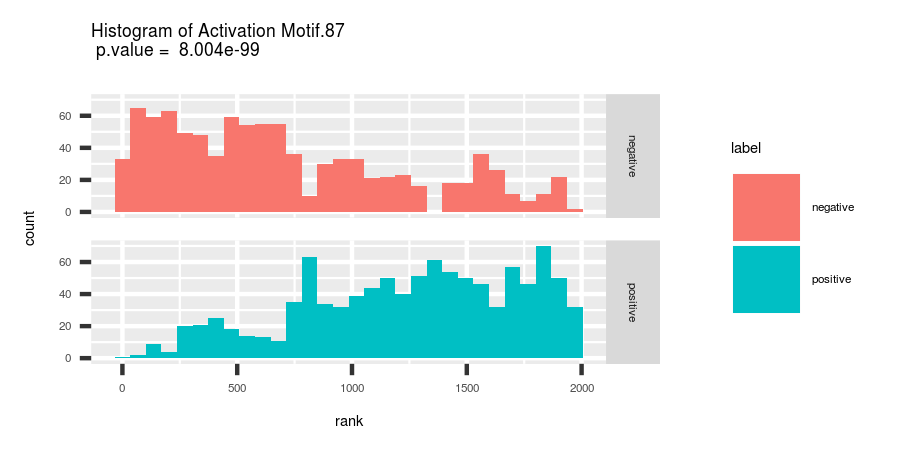 Histogram of Activation Motif.87
p.value = 8.004e-99
count
60
40
20
0
negative
60
40
20
0
positive
0 500 1000 1500 2000
rank
label
negative
positive